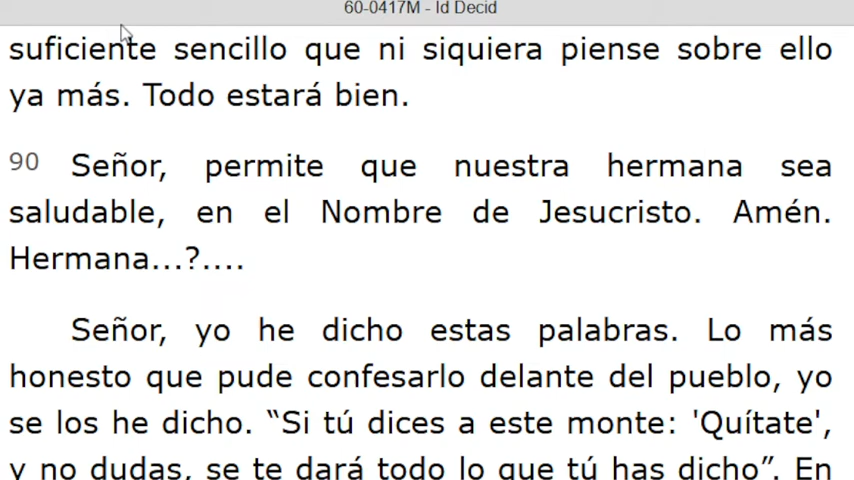 60-0417M - Id Decid
suficiente sencillo que ni siquiera piense sobre ello
ya más. Todo estará bien.
90 Señor, permite que nuestra hermana sea
saludable, en el Nombre de Jesucristo. Amén.
Hermana...?....
Señor, yo he dicho estas palabras. Lo más
honesto que pude confesarlo delante del pueblo, yo
se los he dicho. “Si tú dices a este monte: 'Quítate',
y no dudas, se te dará todo lo que tú has dicho”. En